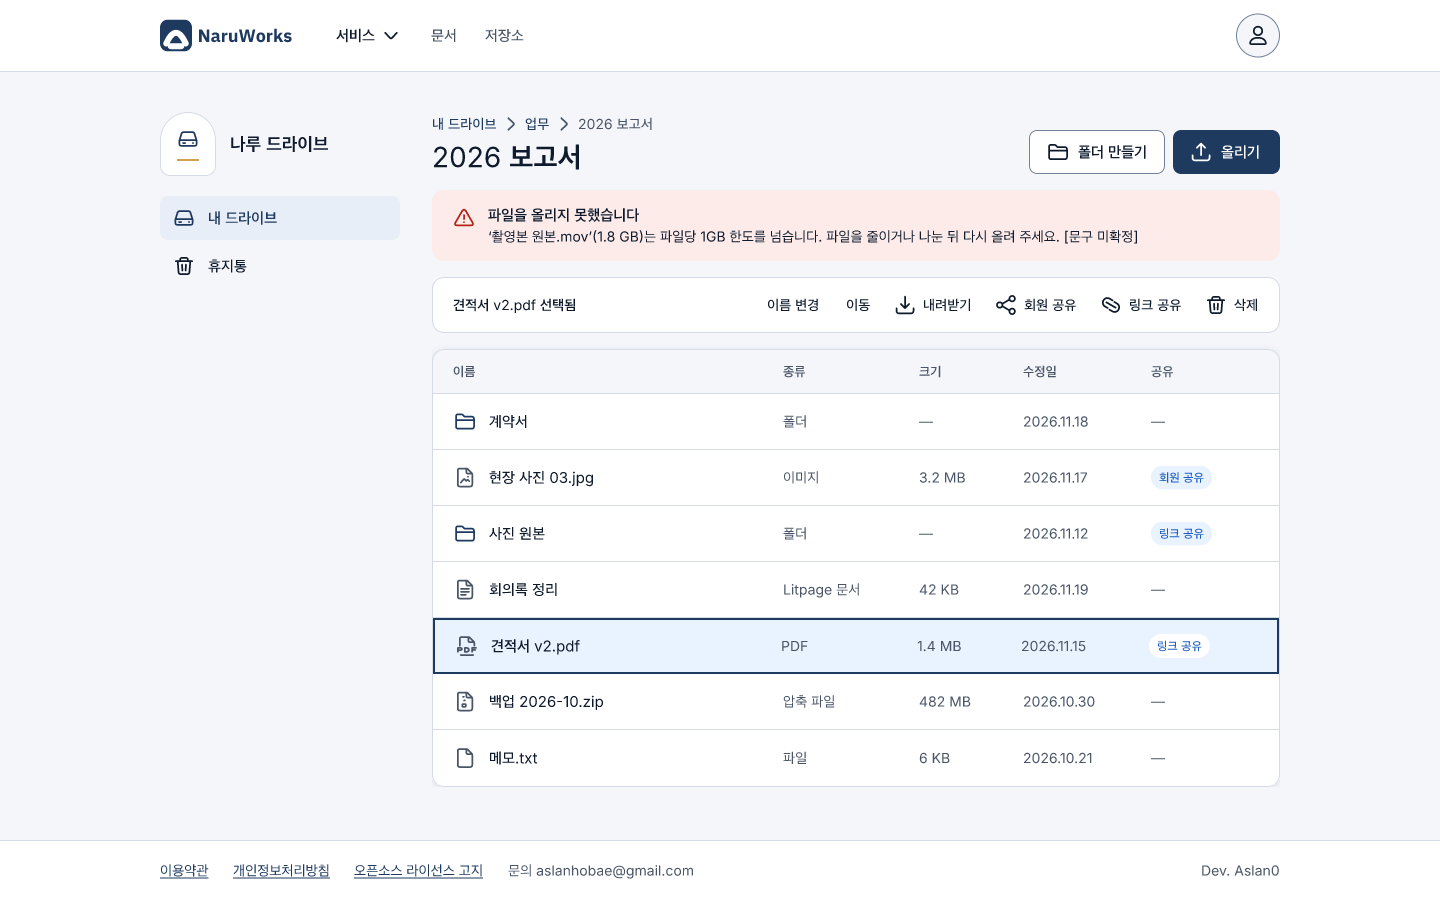 NaruWorks
서비스
문서
저장소
나루 드라이브
내 드라이브
휴지통
내 드라이브 > 업무 > 2026 보고서
2026 보고서
폴더 만들기
올리기
파일을 올리지 못했습니다
‘촬영본 원본.mov’(1.8 GB)는 파일당 1GB 한도를 넘습니다. 파일을 줄이거나 나눈 뒤 다시 올려 주세요. [문구 미확정]
견적서 v2.pdf 선택됨
이름 변경
이동
내려받기
회원 공유
링크 공유
삭제
이름 종류 크기 수정일 공유
계약서 폴더 — 2026.11.18 —
현장 사진 03.jpg 이미지 3.2 MB 2026.11.17 회원 공유
사진 원본 폴더 — 2026.11.12 링크 공유
회의록 정리 Litpage 문서 42 KB 2026.11.19 —
PDF 견적서 v2.pdf PDF 1.4 MB 2026.11.15 링크 공유
백업 2026-10.zip 압축 파일 482 MB 2026.10.30 —
메모.txt 파일 6 KB 2026.10.21 —
이용약관
개인정보처리방침
오픈소스 라이선스 고지
문의 aslanhobae@gmail.com
Dev. Aslan0